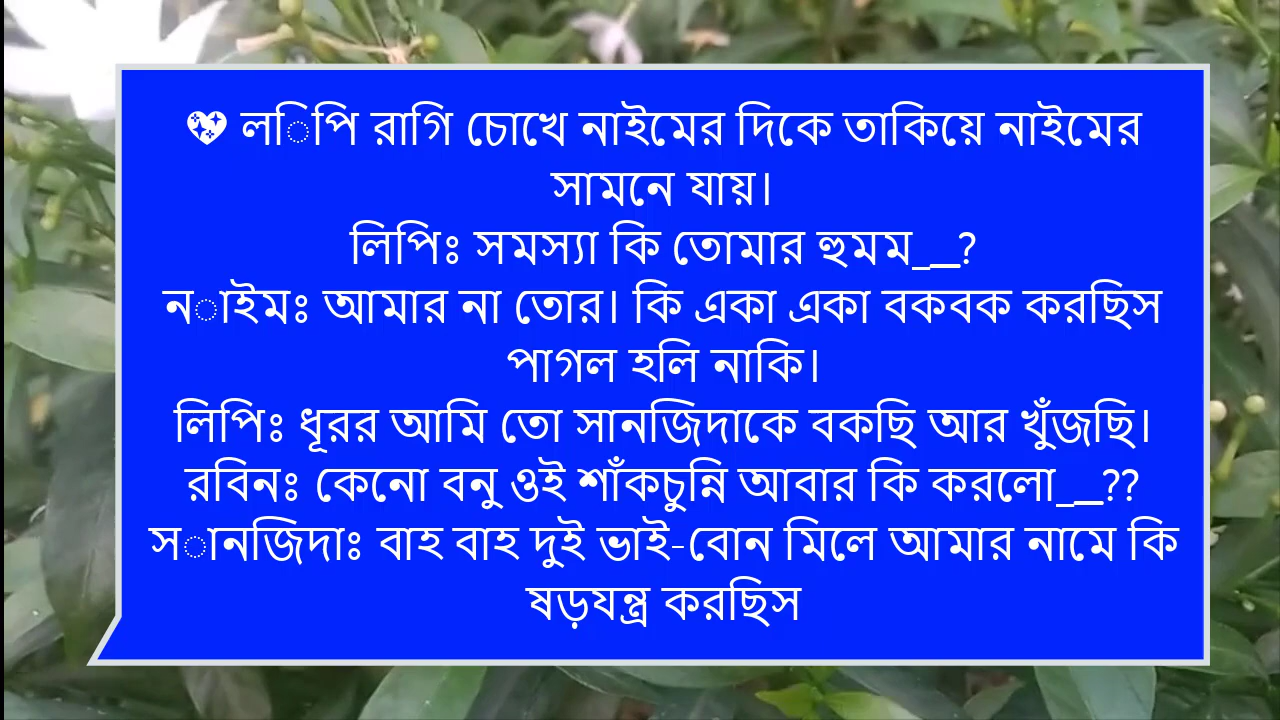 💖 লিপি রাগি চোখে নাইমের দিকে তাকিয়ে নাইমের
সামনে যায়।
লিপিঃ সমস্যা কি তোমার হুমম__?
নাইমঃ আমার না তোর। কি একা একা বকবক করছিস
পাগল হলি নাকি।
লিপিঃ ধূরর আমি তো সানজিদাকে বকছি আর খুঁজছি।
রবিনঃ কেনো বনু ওই শাঁকচুন্নি আবার কি করলো__??
সানজিদাঃ বাহ বাহ দুই ভাই-বোন মিলে আমার নামে কি
ষড়যন্ত্র করছিস